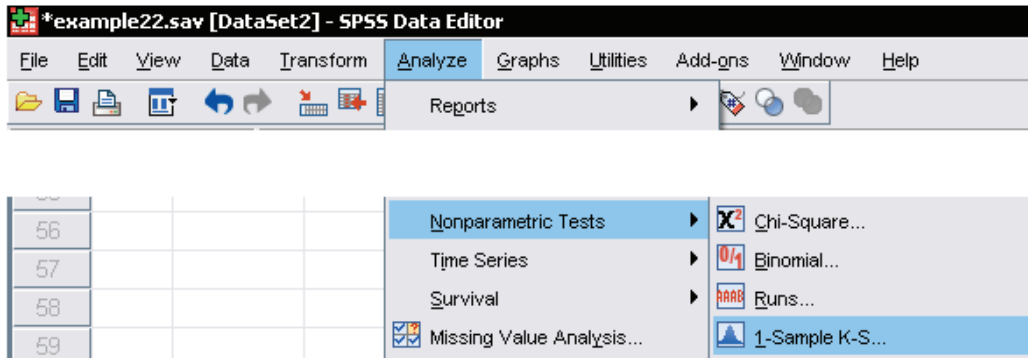 *example22.sav [DataSet2] - SPSS Data Editor
File Edit View Data Transform Analyze Graphs Utilities Add-ons Window Help
Reports
56 Nonparametric Tests Chi-Square...
57 Time Series Binomial...
58 Survival Runs...
59 Missing Value Analysis... 1-Sample K-S...